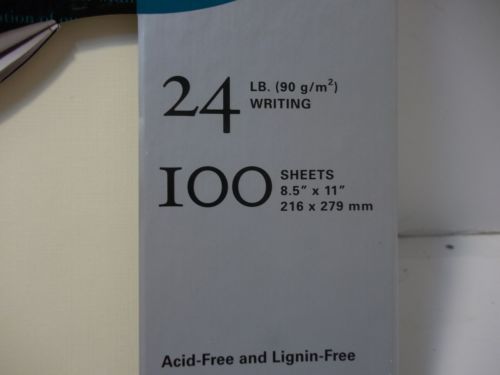 24 LB. (90 g/m²)
WRITING
100 SHEETS
8.5" x 11"
216 x 279 mm
Acid-Free and Lignin-Free